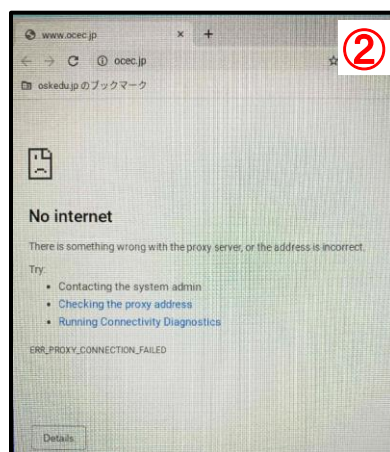 www.ocec.jp
②
ocec.jp
oskedu.jp のブックマーク
No internet
There is something wrong with the proxy server, or the address is incorrect.
Try:
Contacting the system admin
Checking the proxy address
Running Connectivity Diagnostics
ERR_PROXY_CONNECTION_FAILED
Details